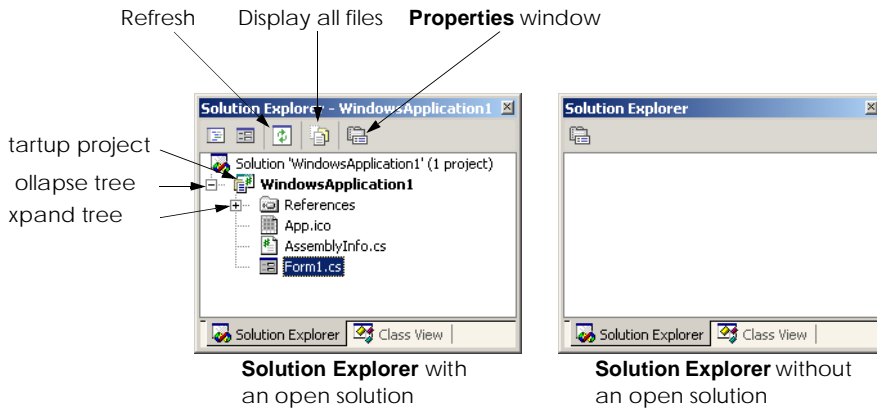 Refresh Display all files Properties window
Solution Explorer - WindowsApplication1
Solution Explorer
tartup project
ollapse tree
xpand tree
Solution 'WindowsApplication1' (1 project)
WindowsApplication1
References
App.ico
AssemblyInfo.cs
Form1.cs
Solution Explorer Class View
Solution Explorer Class View
Solution Explorer with
an open solution
Solution Explorer without
an open solution